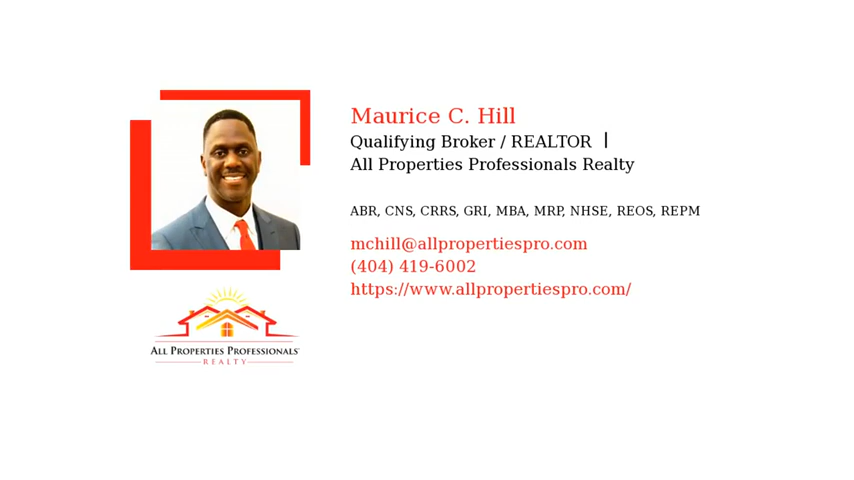 Maurice C. Hill
Qualifying Broker / REALTOR |
All Properties Professionals Realty
ABR, CNS, CRRS, GRI, MBA, MRP, NHSE, REOS, REPM
mchill@allpropertiespro.com
(404) 419-6002
https://www.allpropertiespro.com/
All Properties Professionals
REALTY